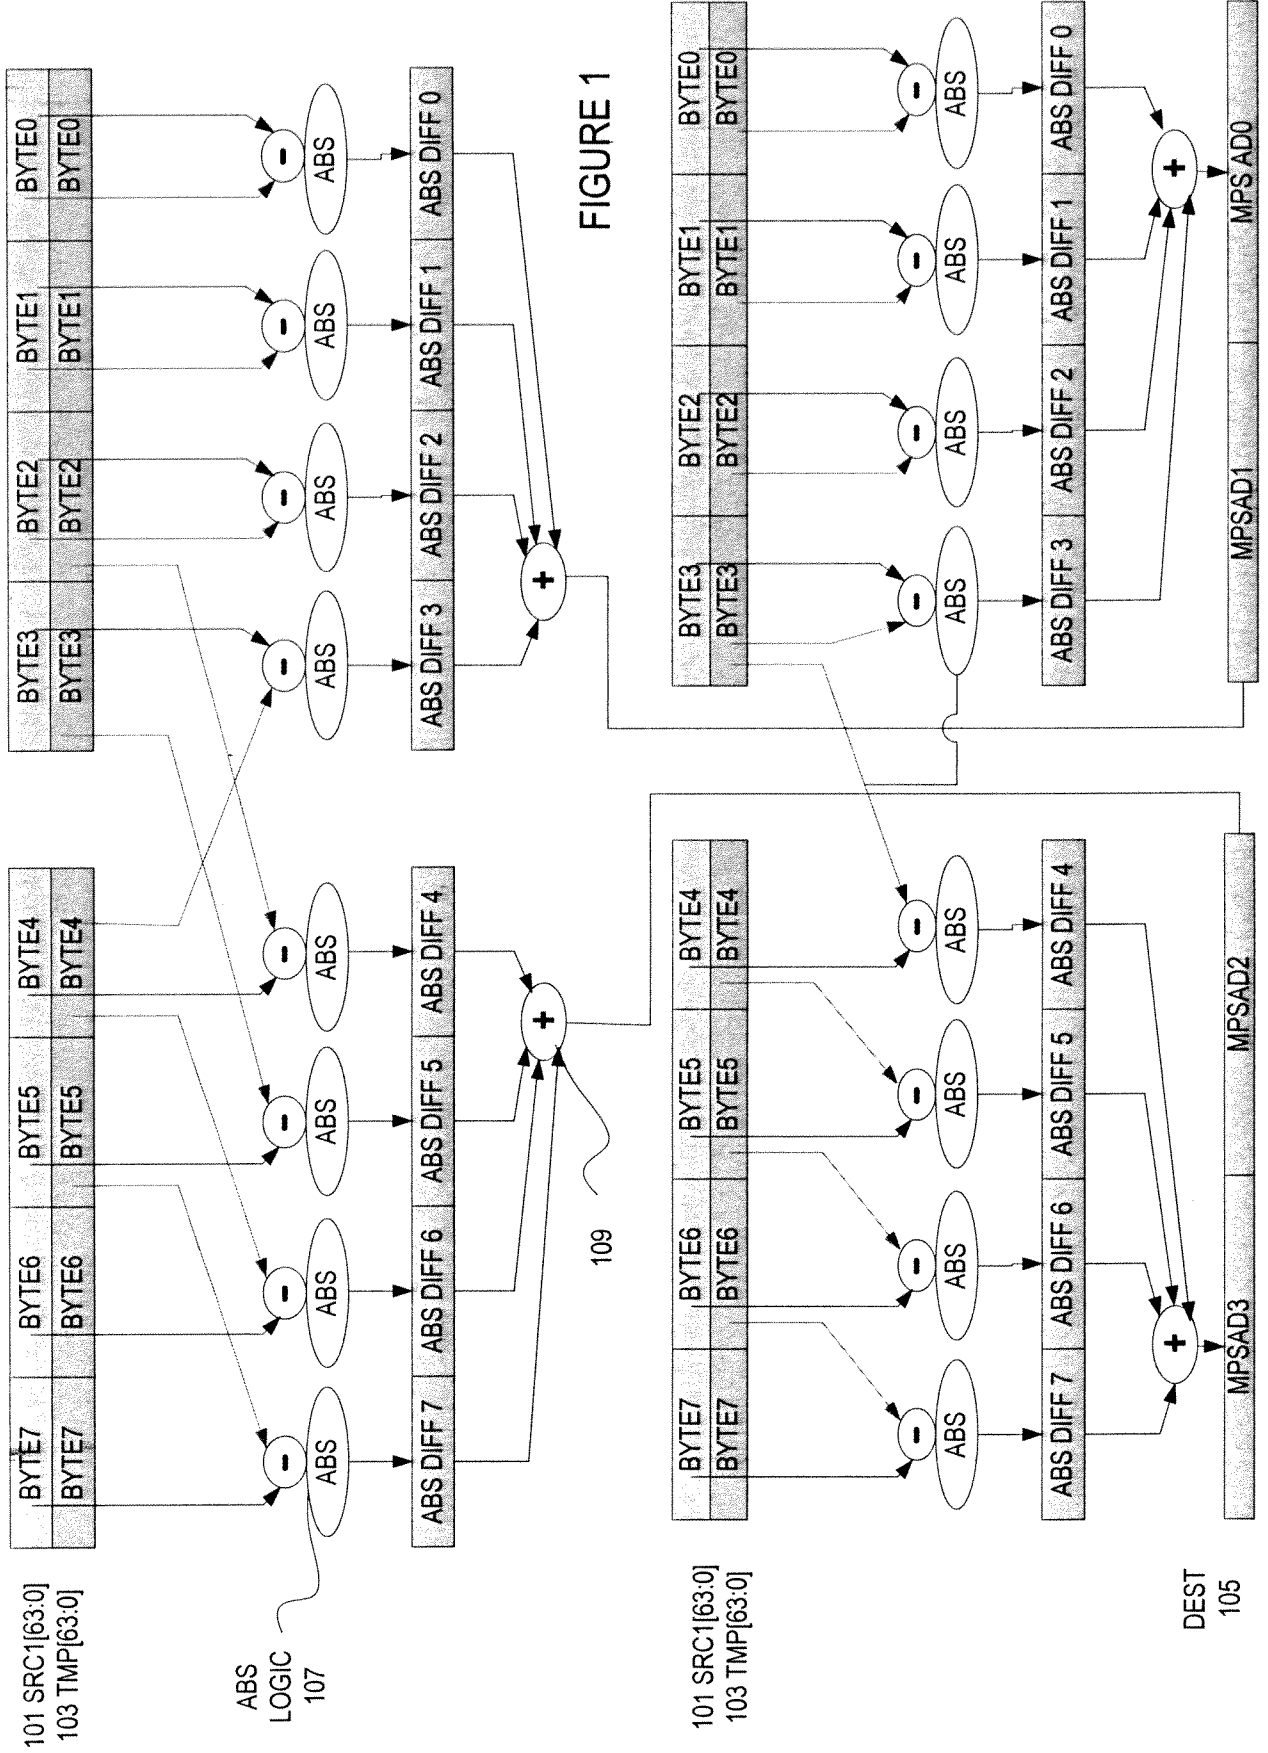 101 SRC1[63:0]
103 TMP[63:0]
BYTE7 BYTE6 BYTE5 BYTE4 BYTE3 BYTE2 BYTE1 BYTE0
BYTE7 BYTE6 BYTE5 BYTE4 BYTE3 BYTE2 BYTE1 BYTE0
- - - - - - - -
ABS ABS ABS ABS ABS ABS ABS ABS
ABS
LOGIC
107
ABS DIFF 7 ABS DIFF 6 ABS DIFF 5 ABS DIFF 4 ABS DIFF 3 ABS DIFF 2 ABS DIFF 1 ABS DIFF 0
+ +
109
FIGURE 1
101 SRC1[63:0]
103 TMP[63:0]
BYTE7 BYTE6 BYTE5 BYTE4 BYTE3 BYTE2 BYTE1 BYTE0
BYTE7 BYTE6 BYTE5 BYTE4 BYTE3 BYTE2 BYTE1 BYTE0
- - - - - - - -
ABS ABS ABS ABS ABS ABS ABS ABS
ABS DIFF 7 ABS DIFF 6 ABS DIFF 5 ABS DIFF 4 ABS DIFF 3 ABS DIFF 2 ABS DIFF 1 ABS DIFF 0
+ +
DEST
105
MPSAD3 MPSAD2 MPSAD1 MPS AD0